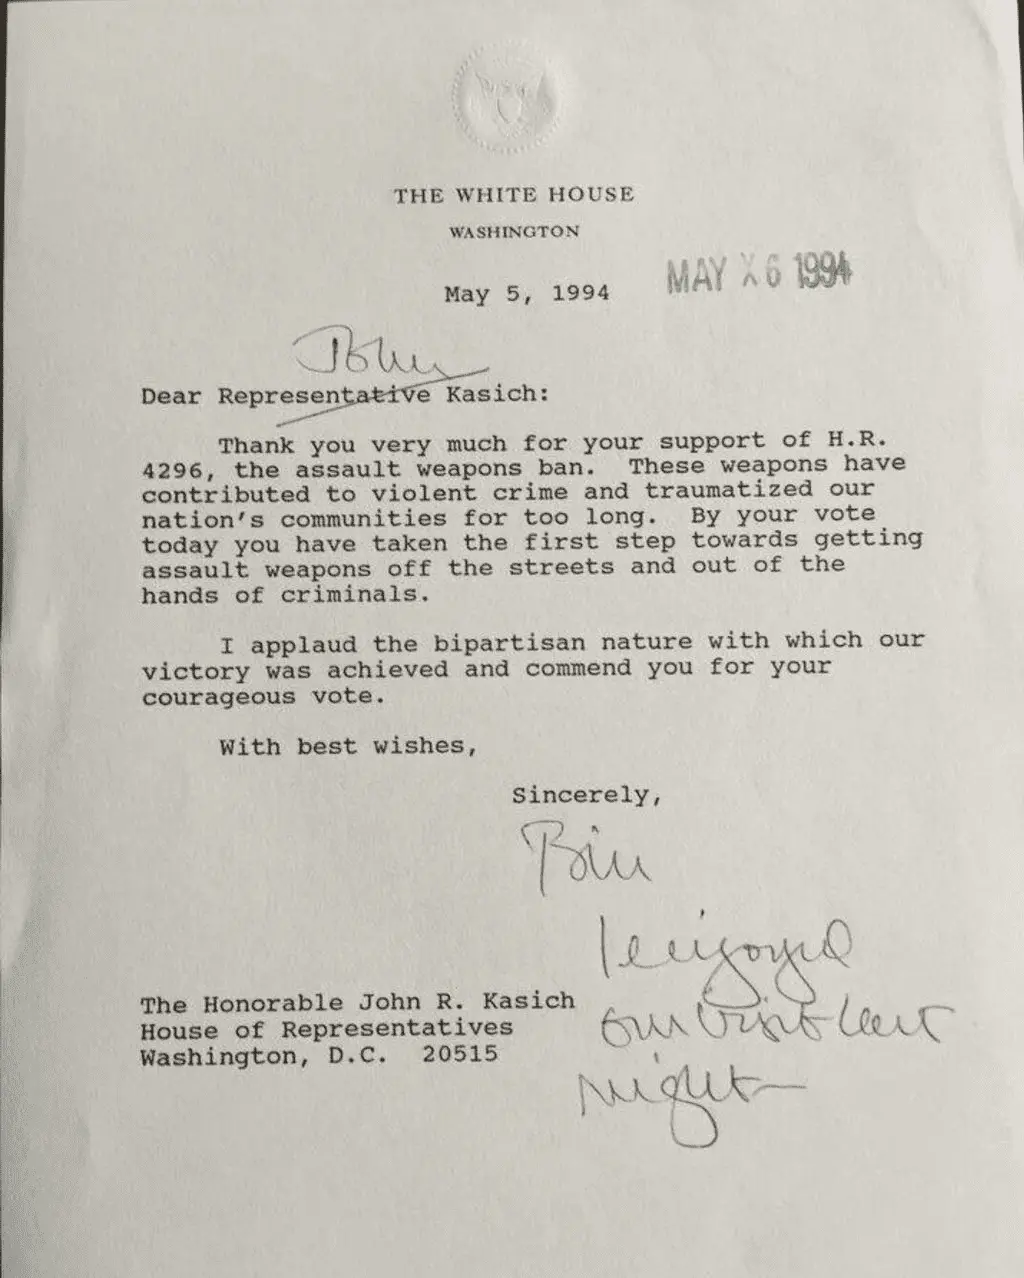 THE WHITE HOUSE
WASHINGTON
May 5, 1994
MAY X 6 1994
John
Dear Representative Kasich:
Thank you very much for your support of H.R.
4296, the assault weapons ban. These weapons have
contributed to violent crime and traumatized our
nation's communities for too long. By your vote
today you have taken the first step towards getting
assault weapons off the streets and out of the
hands of criminals.
I applaud the bipartisan nature with which our
victory was achieved and commend you for your
courageous vote.
With best wishes,
Sincerely,
Bill
I enjoyed
our visit last
night—
The Honorable John R. Kasich
House of Representatives
Washington, D.C. 20515